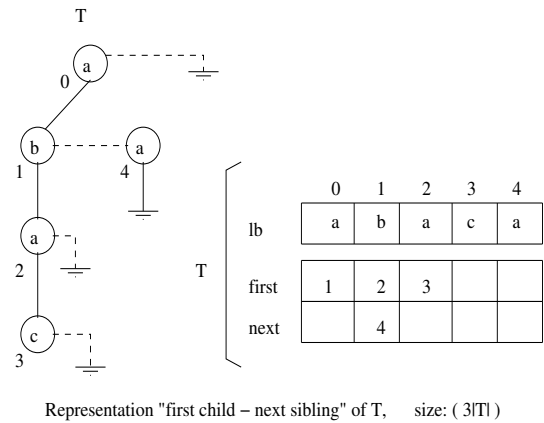 T
a
0
b a
1 4
a
2
c
3
0 1 2 3 4
lb a b a c a
T
first 1 2 3
next 4
Representation "first child – next sibling" of T, size: ( 3|T| )